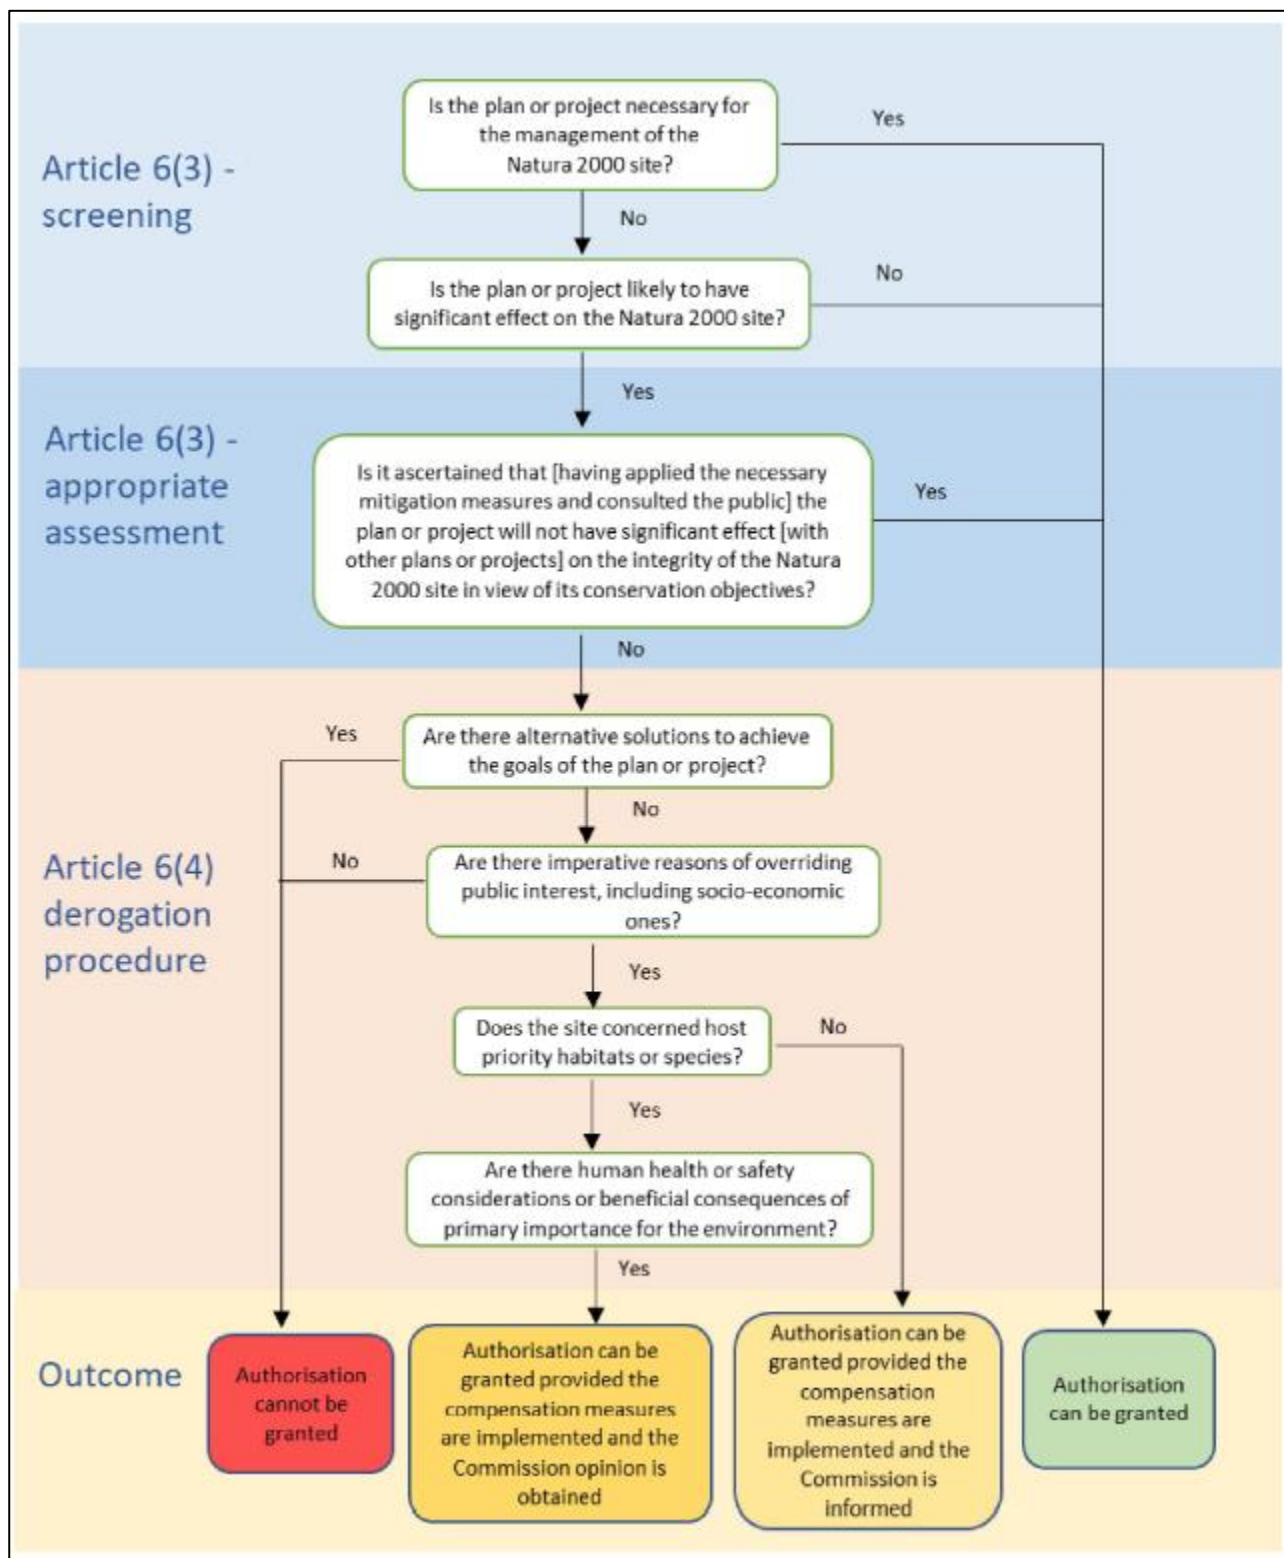 Is the plan or project necessary for
the management of the
Natura 2000 site?
Yes
Article 6(3) -
screening
No
Is the plan or project likely to have
significant effect on the Natura 2000 site?
No
Yes
Article 6(3) -
appropriate
assessment
Is it ascertained that [having applied the necessary
mitigation measures and consulted the public] the
plan or project will not have significant effect [with
other plans or projects] on the integrity of the Natura
2000 site in view of its conservation objectives?
Yes
No
Yes
Are there alternative solutions to achieve
the goals of the plan or project?
No
Article 6(4)
derogation
procedure
No
Are there imperative reasons of overriding
public interest, including socio-economic
ones?
Yes
Does the site concerned host
priority habitats or species?
No
Yes
Are there human health or safety
considerations or beneficial consequences of
primary importance for the environment?
Yes
Outcome
Authorisation
cannot be
granted
Authorisation can be
granted provided the
compensation measures
are implemented and the
Commission opinion is
obtained
Authorisation can be
granted provided the
compensation
measures are
implemented and the
Commission is
informed
Authorisation
can be granted